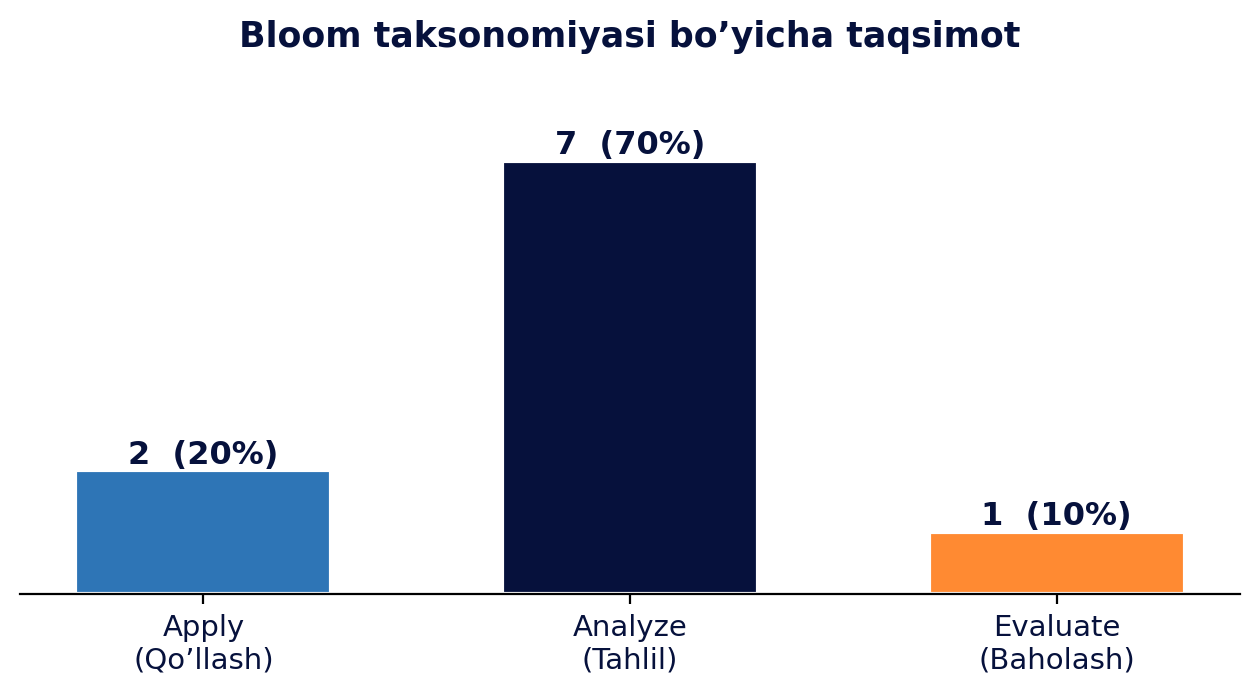 Bloom taksonomiyasi bo’yicha taqsimot
7 (70%)
2 (20%)
1 (10%)
Apply
(Qo’llash)
Analyze
(Tahlil)
Evaluate
(Baholash)